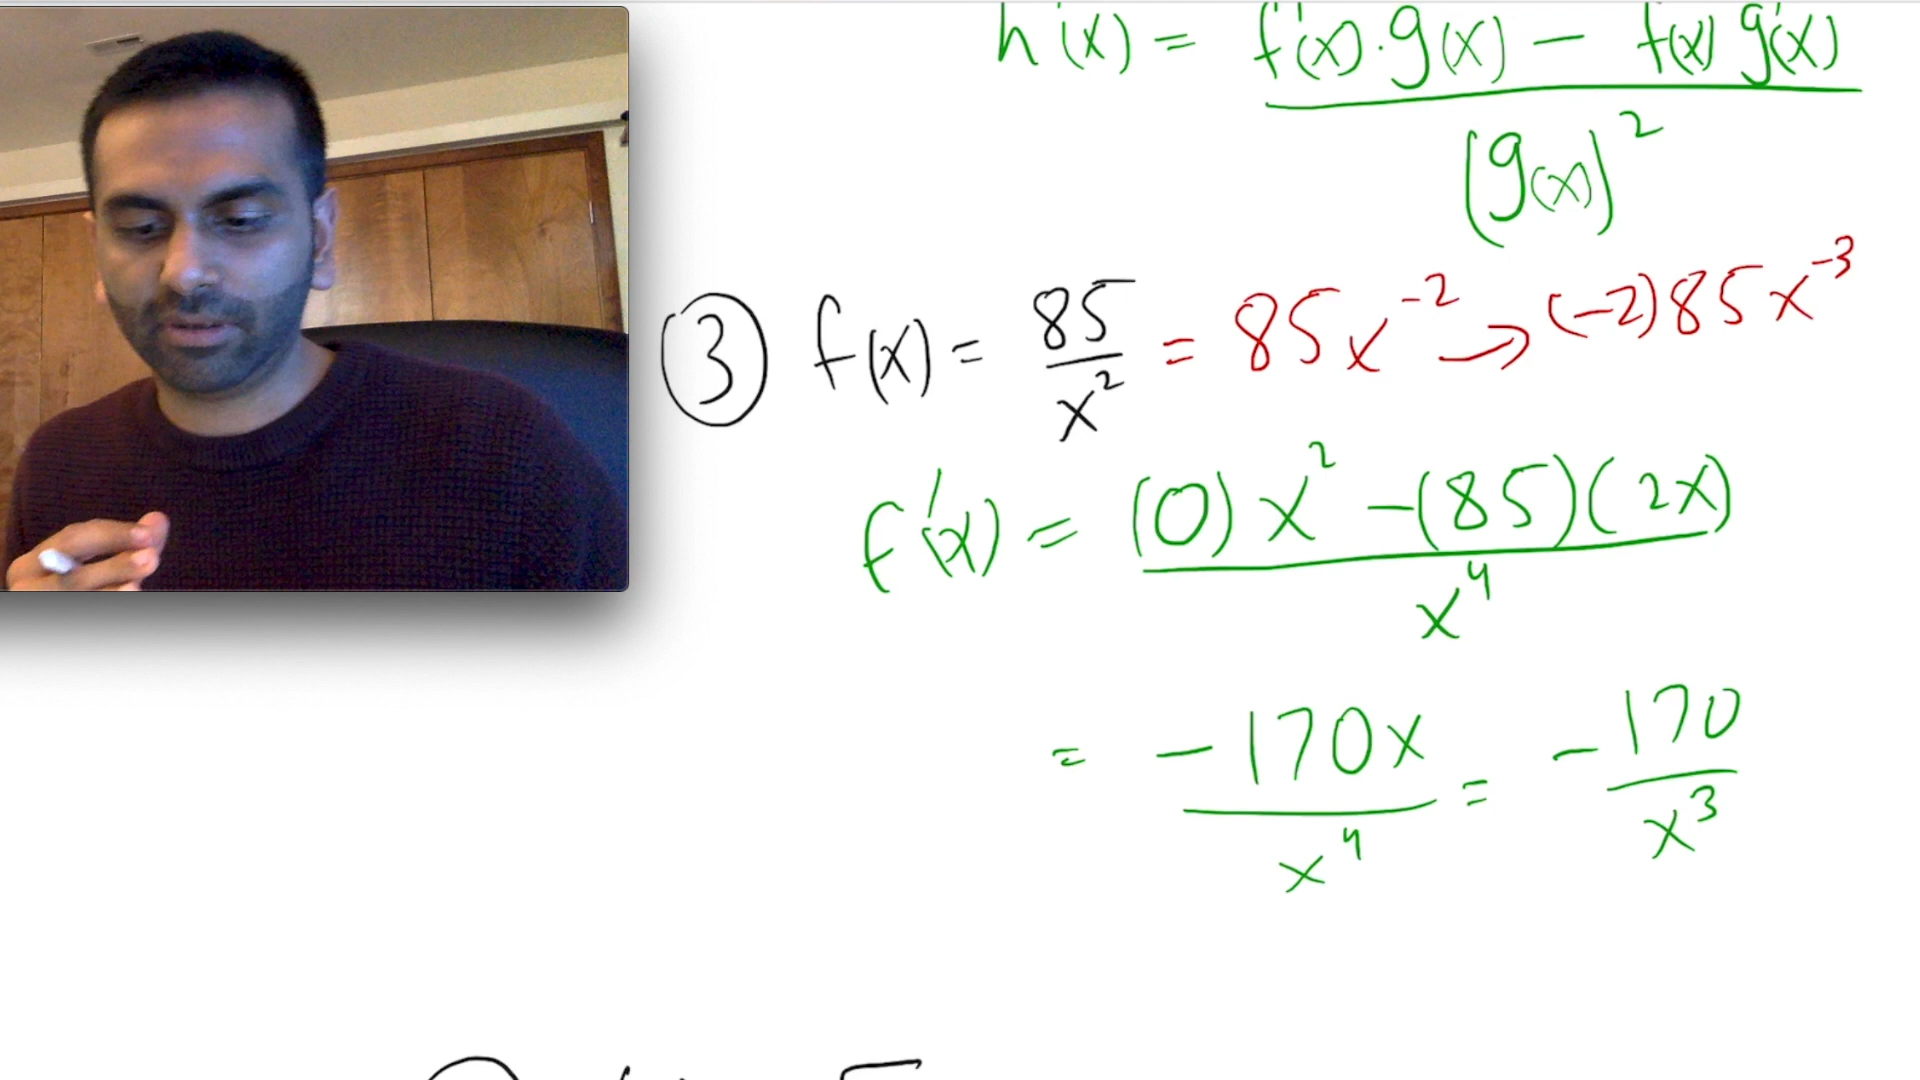 h'(x) = f'(x)·g(x) − f(x) g'(x)
(g(x))²
③ f(x) = 85/x² = 85x⁻² → (−2)85x⁻³
f'(x) = (0)x² −(85)(2x)
x⁴
= −170x/x⁴ = −170/x³